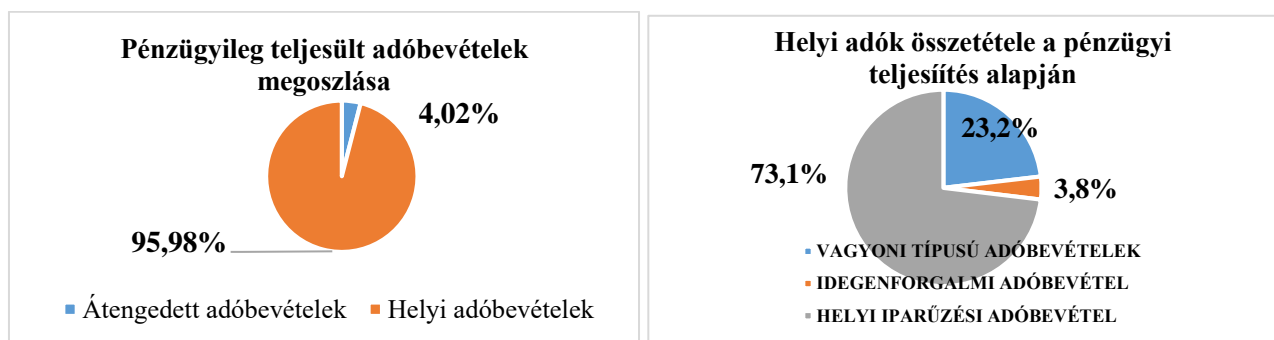 Pénzügyileg teljesült adóbevételek
megoszlása
4,02%
95,98%
Átengedett adóbevételek
Helyi adóbevételek
Helyi adók összetétele a pénzügyi
teljesíítés alapján
23,2%
73,1%
3,8%
VAGYONI TÍPUSÚ ADÓBEVÉTELEK
IDEGENFORGALMI ADÓBEVÉTEL
HELYI IPARŰZÉSI ADÓBEVÉTEL